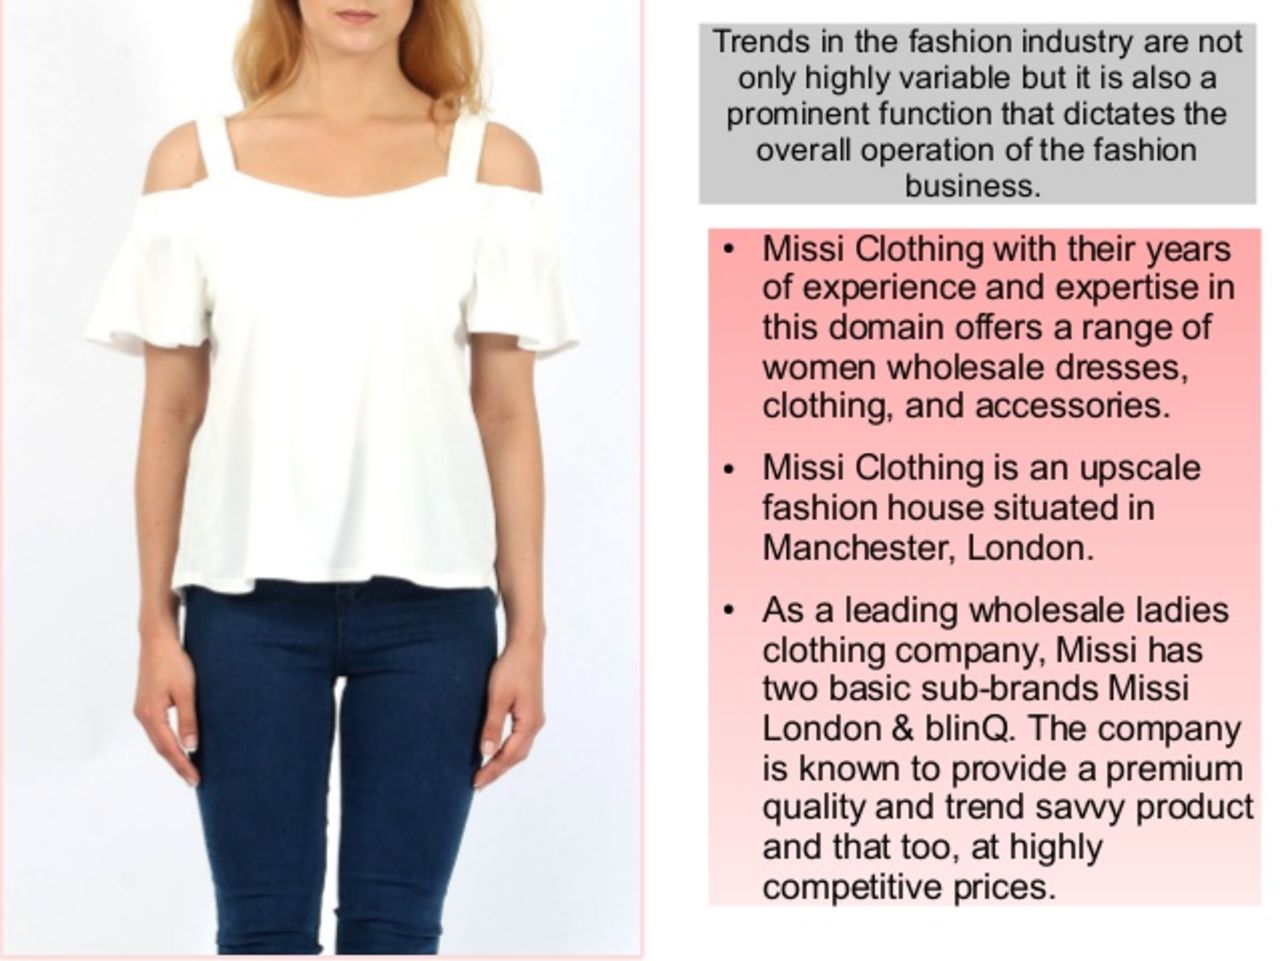 Trends in the fashion industry are not
only highly variable but it is also a
prominent function that dictates the
overall operation of the fashion
business.
• Missi Clothing with their years
of experience and expertise in
this domain offers a range of
women wholesale dresses,
clothing, and accessories.
• Missi Clothing is an upscale
fashion house situated in
Manchester, London.
• As a leading wholesale ladies
clothing company, Missi has
two basic sub-brands Missi
London & blinQ. The company
is known to provide a premium
quality and trend savvy product
and that too, at highly
competitive prices.